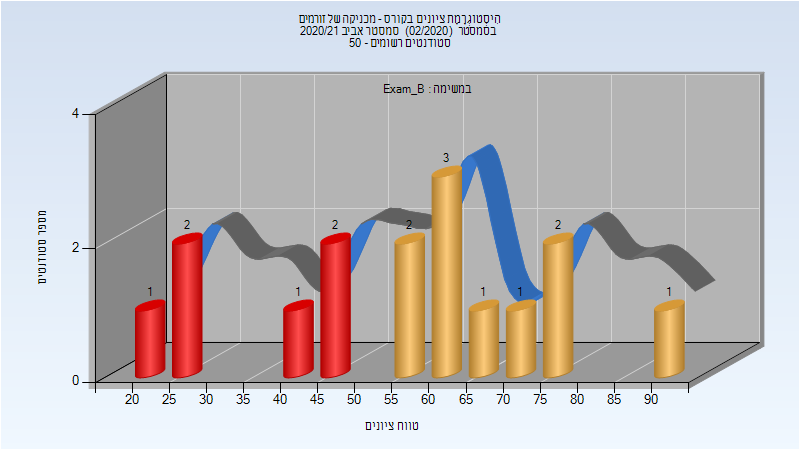 היסטוגרמת ציונים בקורס - מכניקה של זורמים
בסמסטר (02/2020) סמסטר אביב 2020/21
סטודנטים רשומים - 50
במשימה : Exam_B
4
2
0
מספר סטודנטים
1
2
1
2
2
3
1
1
2
1
20 25 30 35 40 45 50 55 60 65 70 75 80 85 90
טווח ציונים